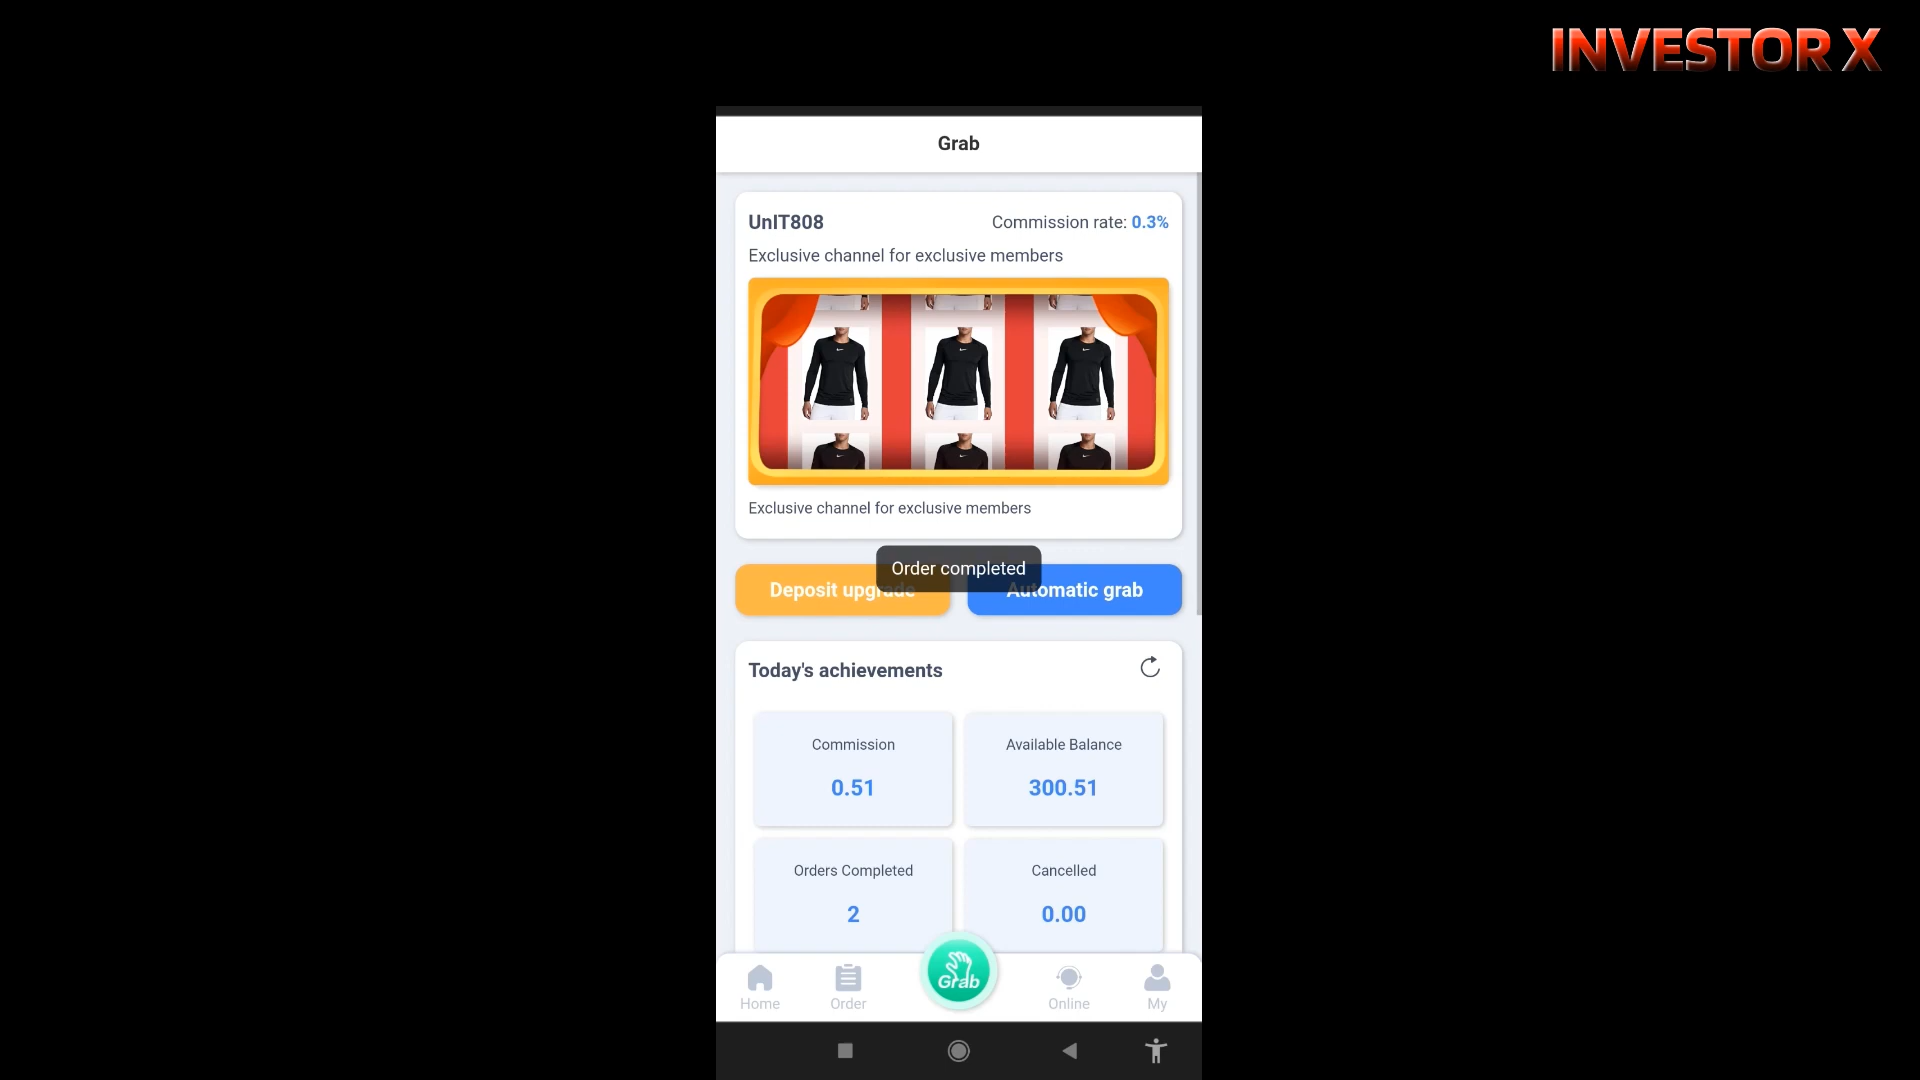 INVESTOR X
Grab
UnIT808
Commission rate: 0.3%
Exclusive channel for exclusive members
Exclusive channel for exclusive members
Order completed
Deposit upgrade
Automatic grab
Today's achievements
Commission
Available Balance
0.51
300.51
Orders Completed
Cancelled
2
0.00
Grab
Home
Order
Online
My